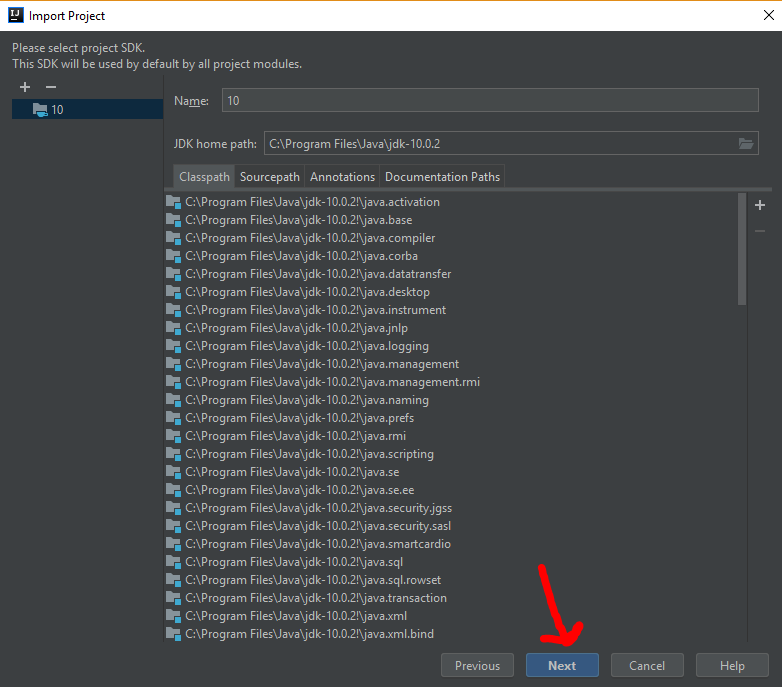 IJ Import Project
Please select project SDK.
This SDK will be used by default by all project modules.
10
Name: 10
JDK home path: C:\Program Files\Java\jdk-10.0.2
Classpath Sourcepath Annotations Documentation Paths
C:\Program Files\Java\jdk-10.0.2!\java.activation
C:\Program Files\Java\jdk-10.0.2!\java.base
C:\Program Files\Java\jdk-10.0.2!\java.compiler
C:\Program Files\Java\jdk-10.0.2!\java.corba
C:\Program Files\Java\jdk-10.0.2!\java.datatransfer
C:\Program Files\Java\jdk-10.0.2!\java.desktop
C:\Program Files\Java\jdk-10.0.2!\java.instrument
C:\Program Files\Java\jdk-10.0.2!\java.jnlp
C:\Program Files\Java\jdk-10.0.2!\java.logging
C:\Program Files\Java\jdk-10.0.2!\java.management
C:\Program Files\Java\jdk-10.0.2!\java.management.rmi
C:\Program Files\Java\jdk-10.0.2!\java.naming
C:\Program Files\Java\jdk-10.0.2!\java.prefs
C:\Program Files\Java\jdk-10.0.2!\java.rmi
C:\Program Files\Java\jdk-10.0.2!\java.scripting
C:\Program Files\Java\jdk-10.0.2!\java.se
C:\Program Files\Java\jdk-10.0.2!\java.se.ee
C:\Program Files\Java\jdk-10.0.2!\java.security.jgss
C:\Program Files\Java\jdk-10.0.2!\java.security.sasl
C:\Program Files\Java\jdk-10.0.2!\java.smartcardio
C:\Program Files\Java\jdk-10.0.2!\java.sql
C:\Program Files\Java\jdk-10.0.2!\java.sql.rowset
C:\Program Files\Java\jdk-10.0.2!\java.transaction
C:\Program Files\Java\jdk-10.0.2!\java.xml
C:\Program Files\Java\jdk-10.0.2!\java.xml.bind
Previous Next Cancel Help